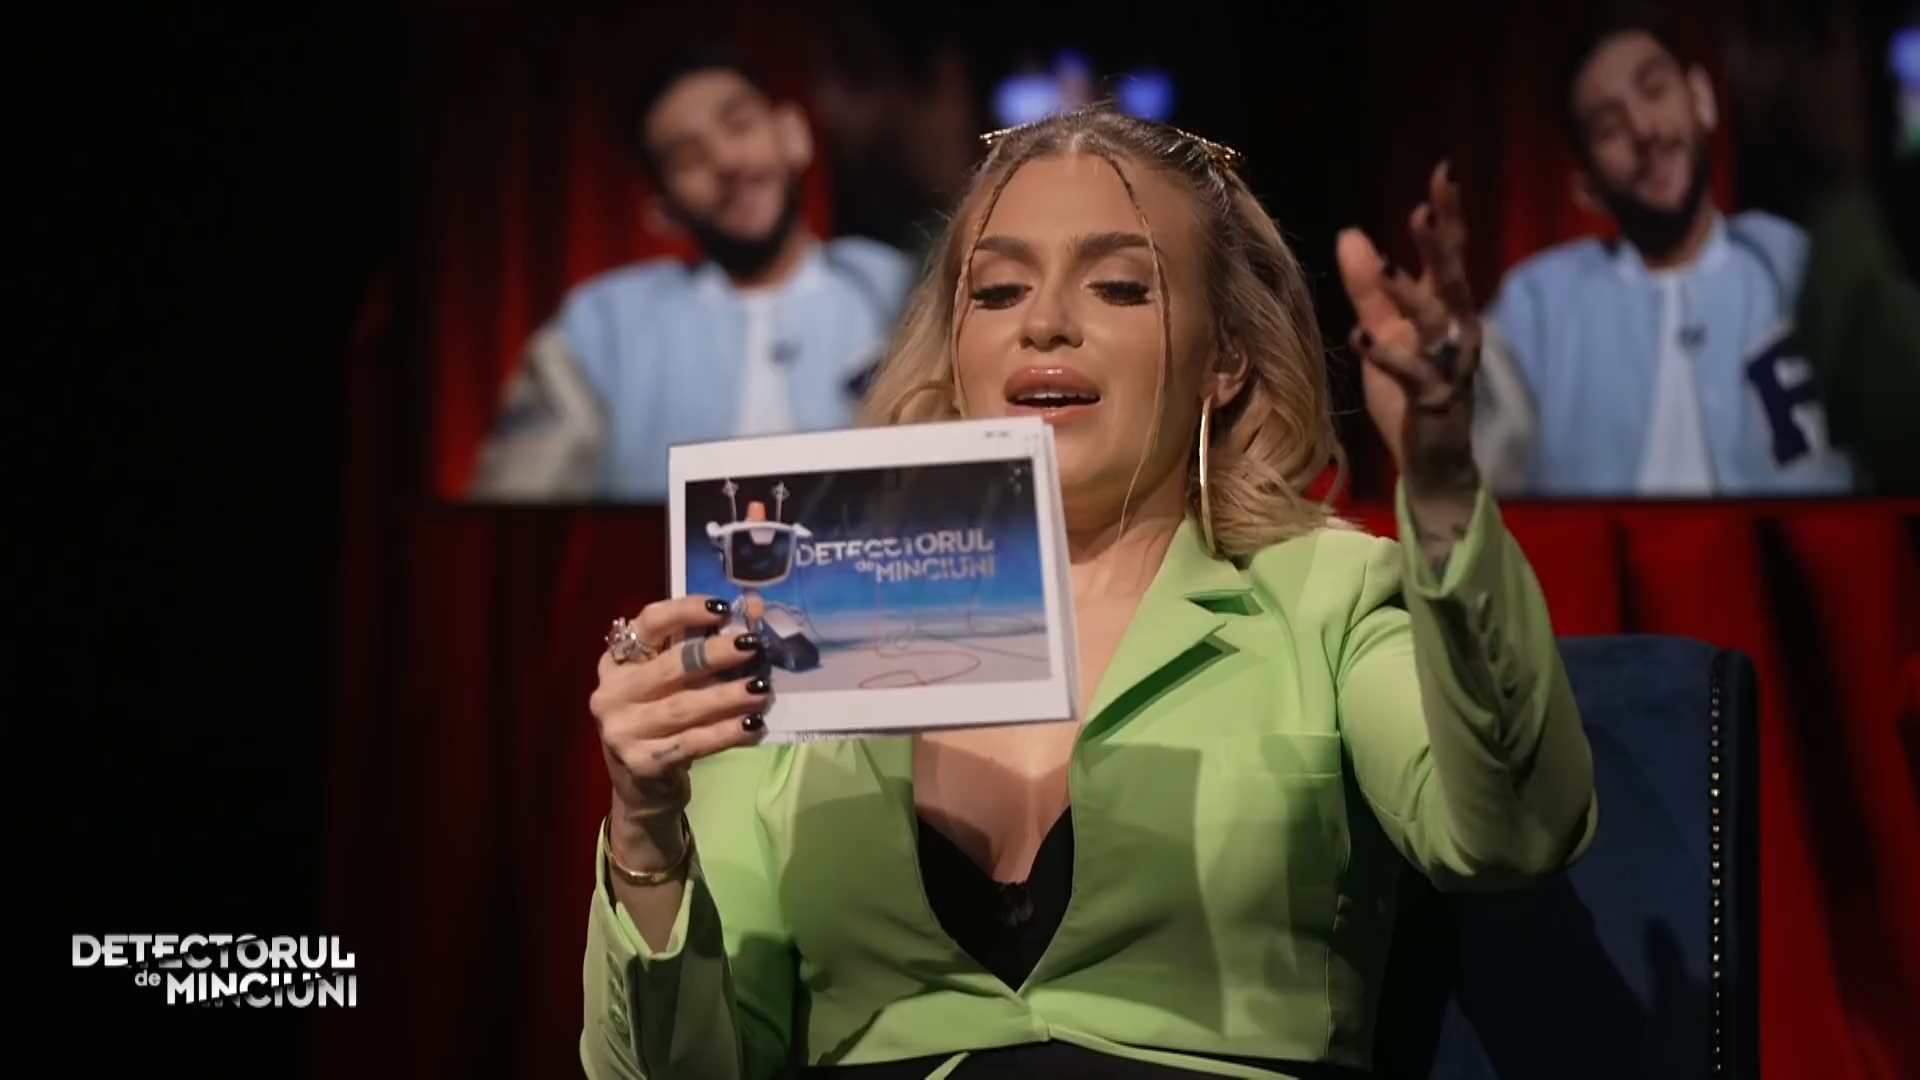 DETECTORUL
de MINCIUNI
R
DETECTORUL
de MINCIUNI